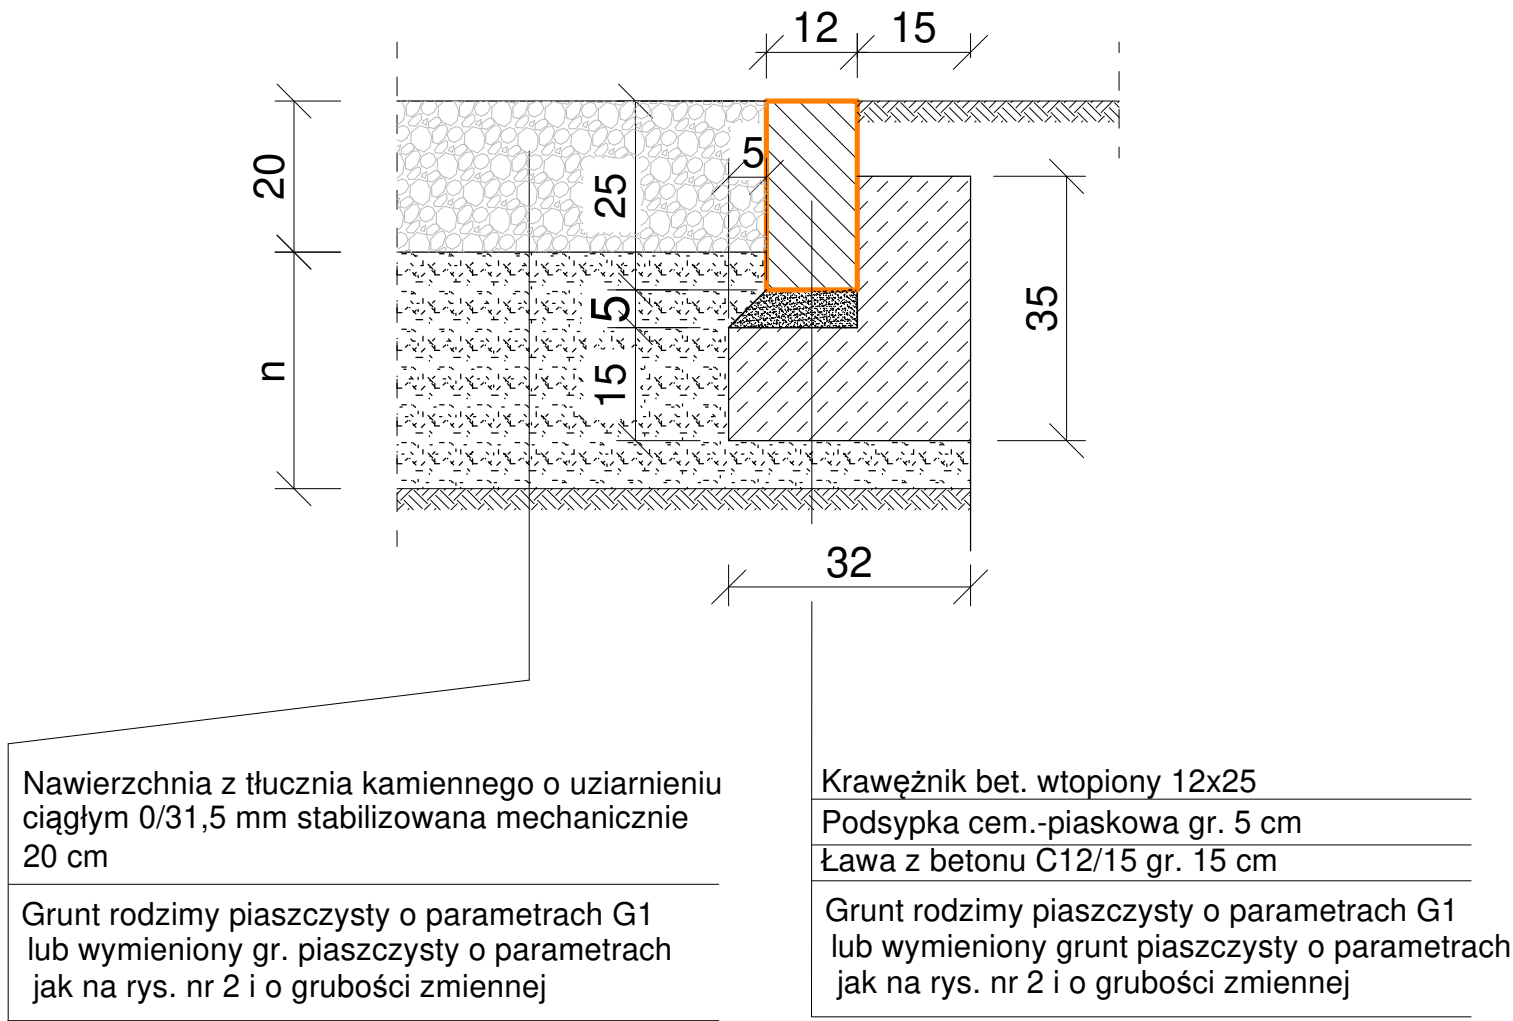 12
15
20
5
25
35
5
n
15
32
Nawierzchnia z tłucznia kamiennego o uziarnieniu
ciągłym 0/31,5 mm stabilizowana mechanicznie
20 cm
Grunt rodzimy piaszczysty o parametrach G1
lub wymieniony gr. piaszczysty o parametrach
jak na rys. nr 2 i o grubości zmiennej
Krawężnik bet. wtopiony 12x25
Podsypka cem.-piaskowa gr. 5 cm
Ława z betonu C12/15 gr. 15 cm
Grunt rodzimy piaszczysty o parametrach G1
lub wymieniony grunt piaszczysty o parametrach
jak na rys. nr 2 i o grubości zmiennej